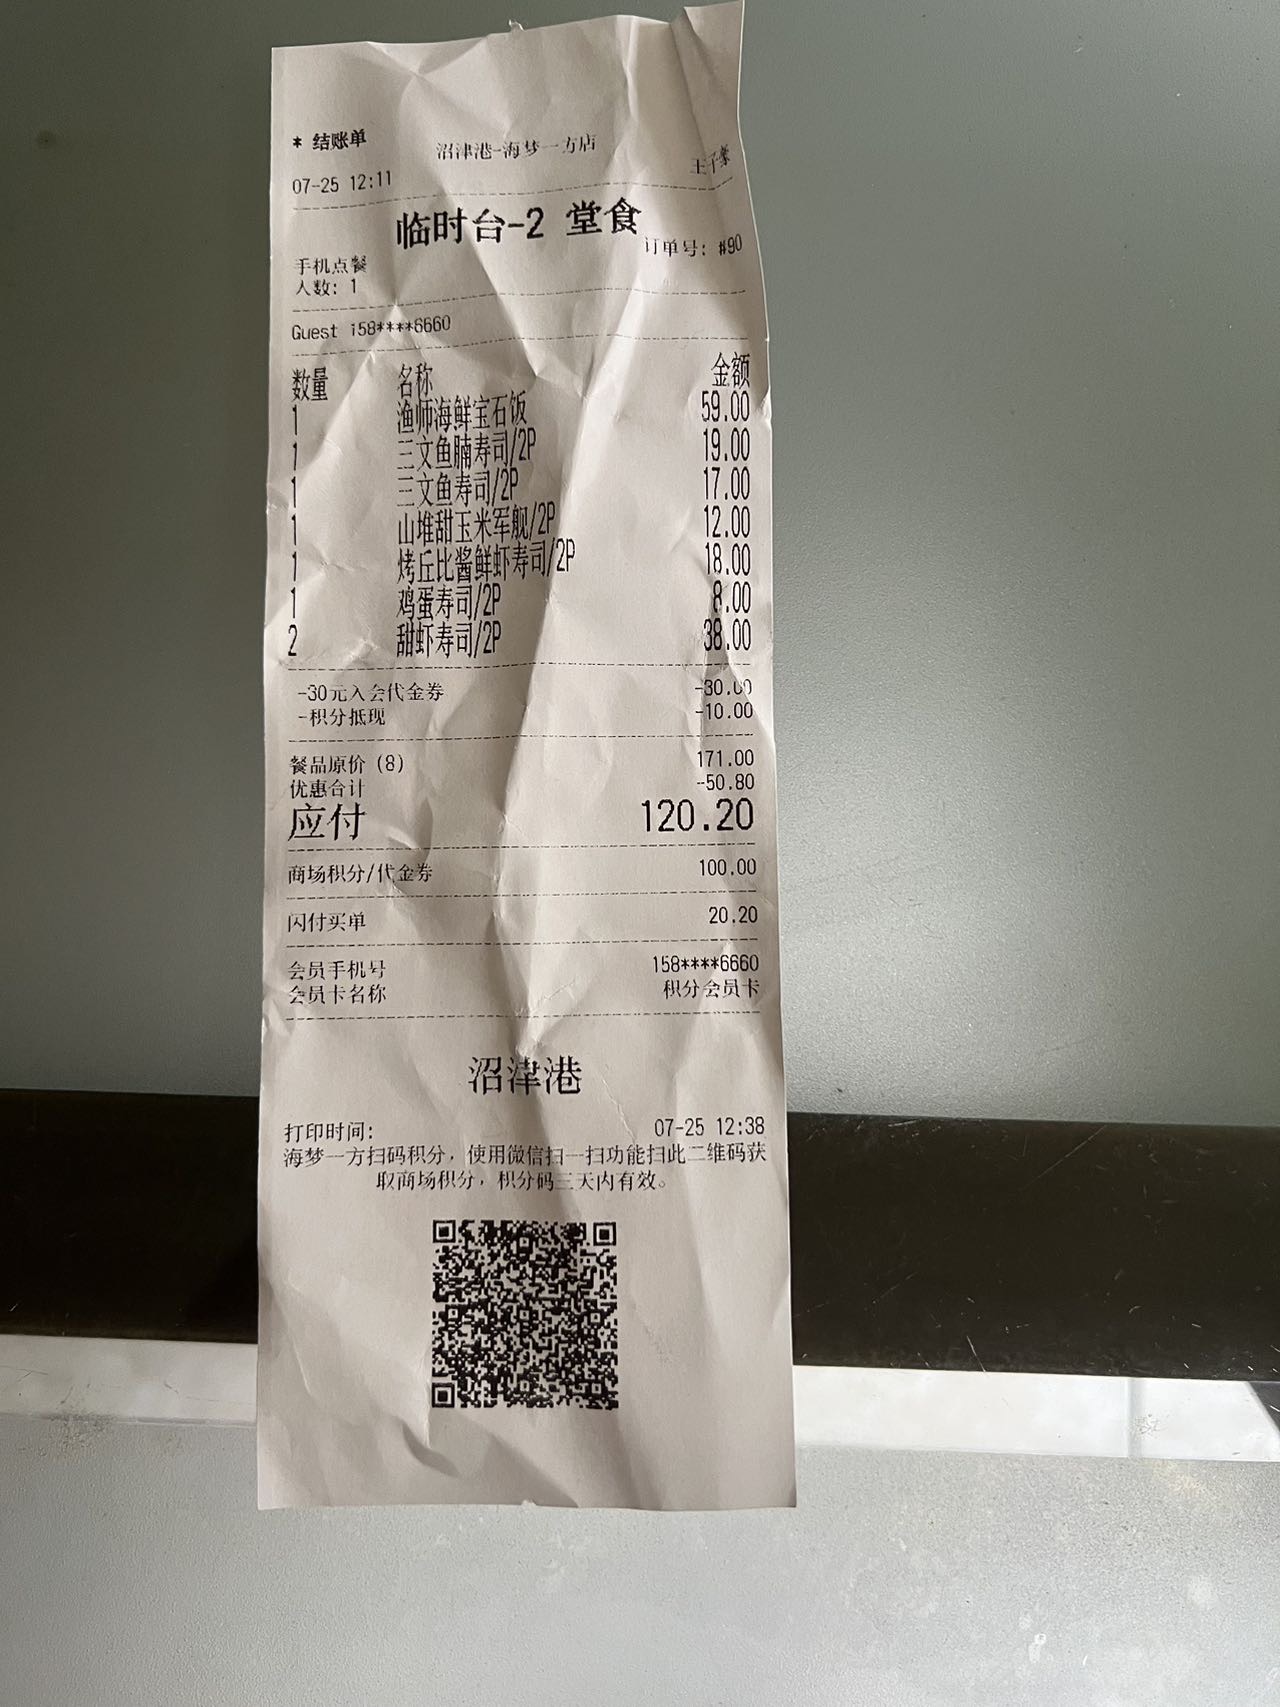 * 结账单
沼津港-海梦一方店
07-25 12:11 王子豪
临时台-2 堂食
手机点餐 订单号: #90
人数: 1
Guest 158****6660
数量 名称 金额
1 渔师海鲜宝石饭 59.00
1 三文鱼腩寿司/2P 19.00
1 三文鱼寿司/2P 17.00
1 山堆甜玉米军舰/2P 12.00
1 烤丘比酱鲜虾寿司/2P 18.00
1 鸡蛋寿司/2P 8.00
2 甜虾寿司/2P 38.00
-30元入会代金券 -30.00
-积分抵现 -10.00
餐品原价 (8) 171.00
优惠合计 -50.80
应付 120.20
商场积分/代金券 100.00
闪付买单 20.20
会员手机号 158****6660
会员卡名称 积分会员卡
沼津港
打印时间: 07-25 12:38
海梦一方扫码积分，使用微信扫一扫功能扫此二维码获
取商场积分，积分码三天内有效。